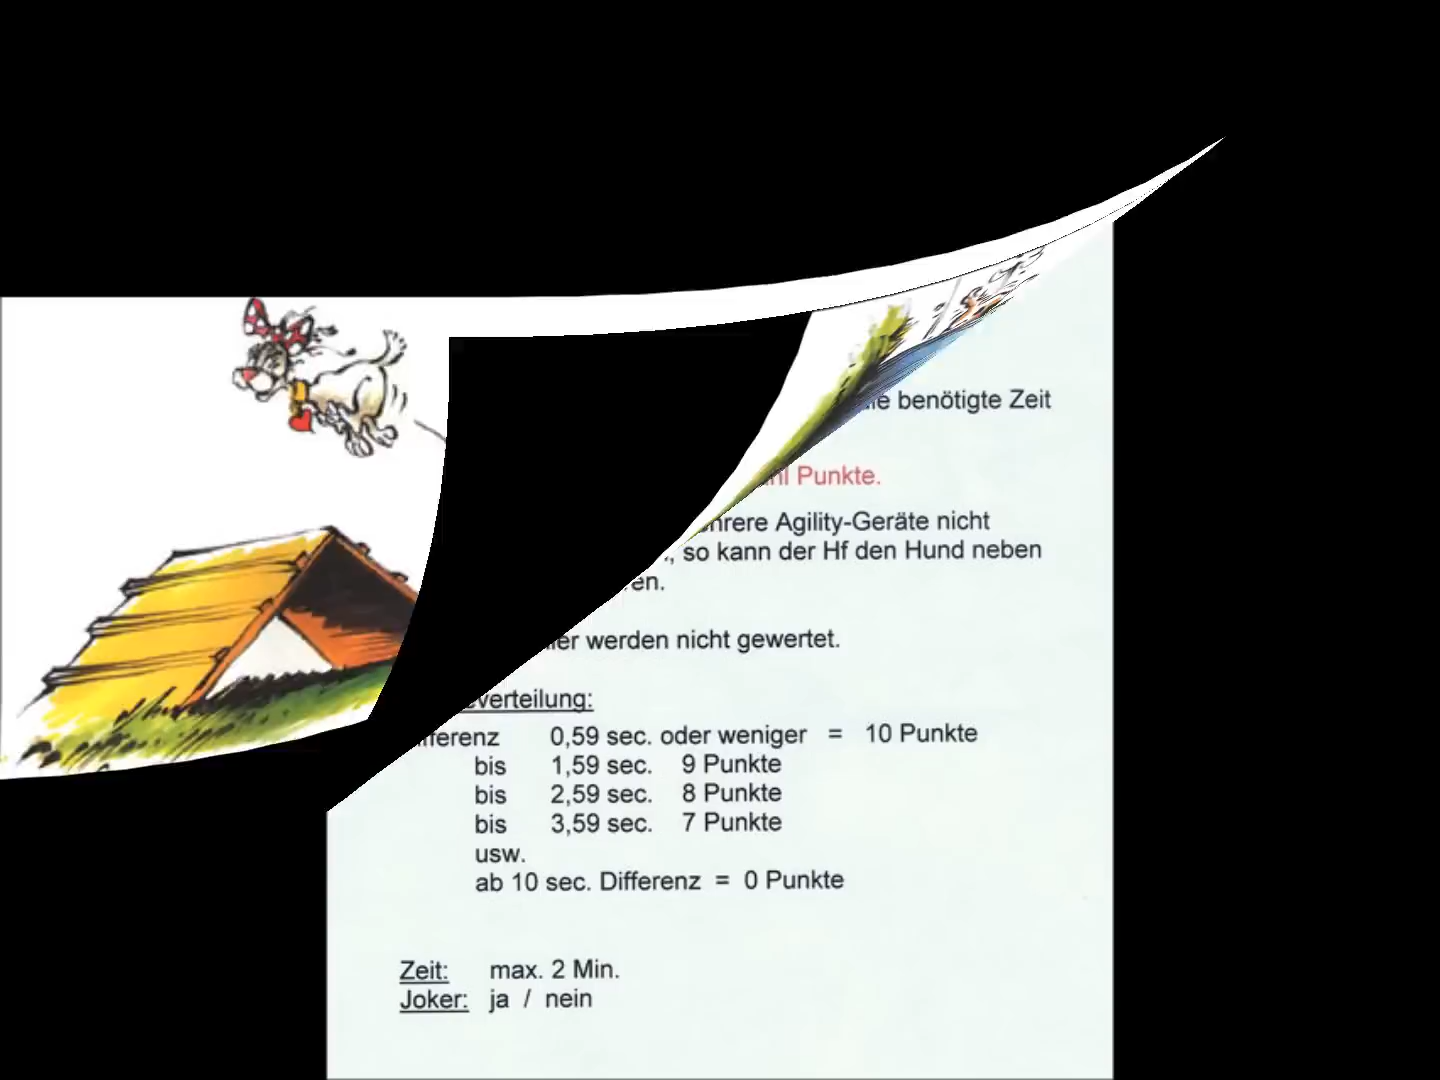 benötigte Zeit
Punkte.
Agility-Geräte nicht
so kann der Hf den Hund neben
werden nicht gewertet.
0,59 sec. oder weniger = 10 Punkte
bis 1,59 sec. 9 Punkte
bis 2,59 sec. 8 Punkte
bis 3,59 sec. 7 Punkte
usw.
ab 10 sec. Differenz = 0 Punkte
Zeit: max. 2 Min.
Joker: ja / nein